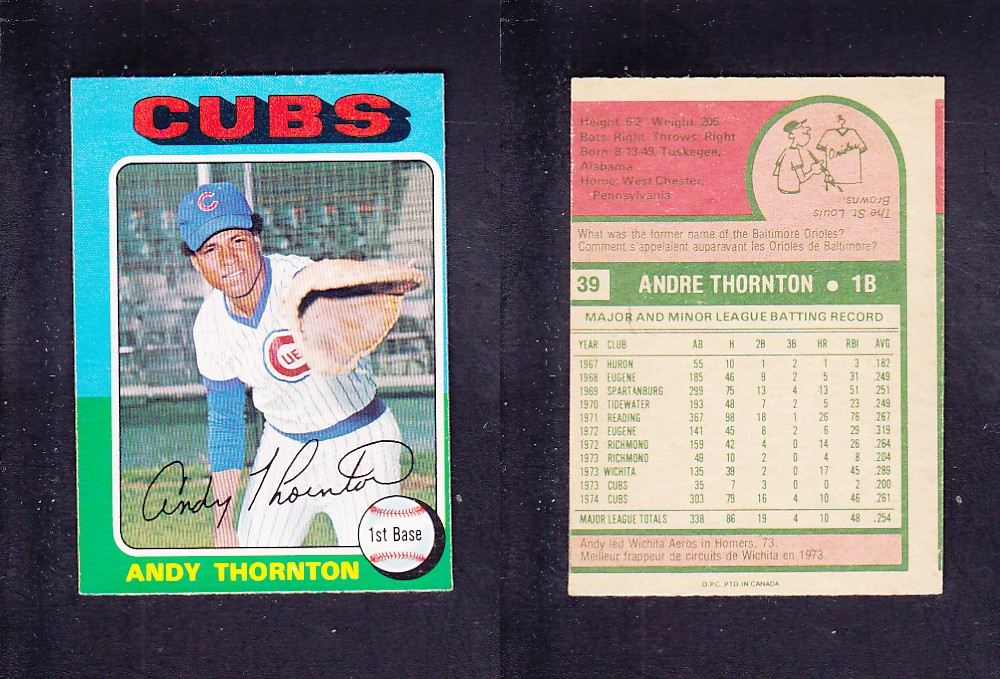 CUBS
C
UB
Andy Thornton
1st Base
ANDY THORNTON
Height: 6-2 Weight: 205
Bats: Right Throws: Right
Born: 8-13-49, Tuskegee,
Alabama
Home: West Chester,
Pennsylvania
Orioles
The St. Louis
Browns.
What was the former name of the Baltimore Orioles?
Comment s'appelaient auparavant les Orioles de Baltimore?
39 ANDRE THORNTON • 1B
MAJOR AND MINOR LEAGUE BATTING RECORD
YEAR CLUB AB H 2B 3B HR RBI AVG
1967 HURON 55 10 1 2 1 3 .182
1968 EUGENE 185 46 9 2 5 31 .249
1969 SPARTANBURG 299 75 13 4 13 51 .251
1970 TIDEWATER 193 48 7 2 5 23 .249
1971 READING 367 98 18 1 26 76 .267
1972 EUGENE 141 45 8 2 6 29 .319
1972 RICHMOND 159 42 4 0 14 26 .264
1973 RICHMOND 49 10 2 0 4 8 .204
1973 WICHITA 135 39 2 0 17 45 .289
1973 CUBS 35 7 3 0 0 2 .200
1974 CUBS 303 79 16 4 10 46 .261
MAJOR LEAGUE TOTALS 338 86 19 4 10 48 .254
Andy led Wichita Aeros in Homers, 73.
Meilleur frappeur de circuits de Wichita en 1973
O.P.C. PTD. IN CANADA